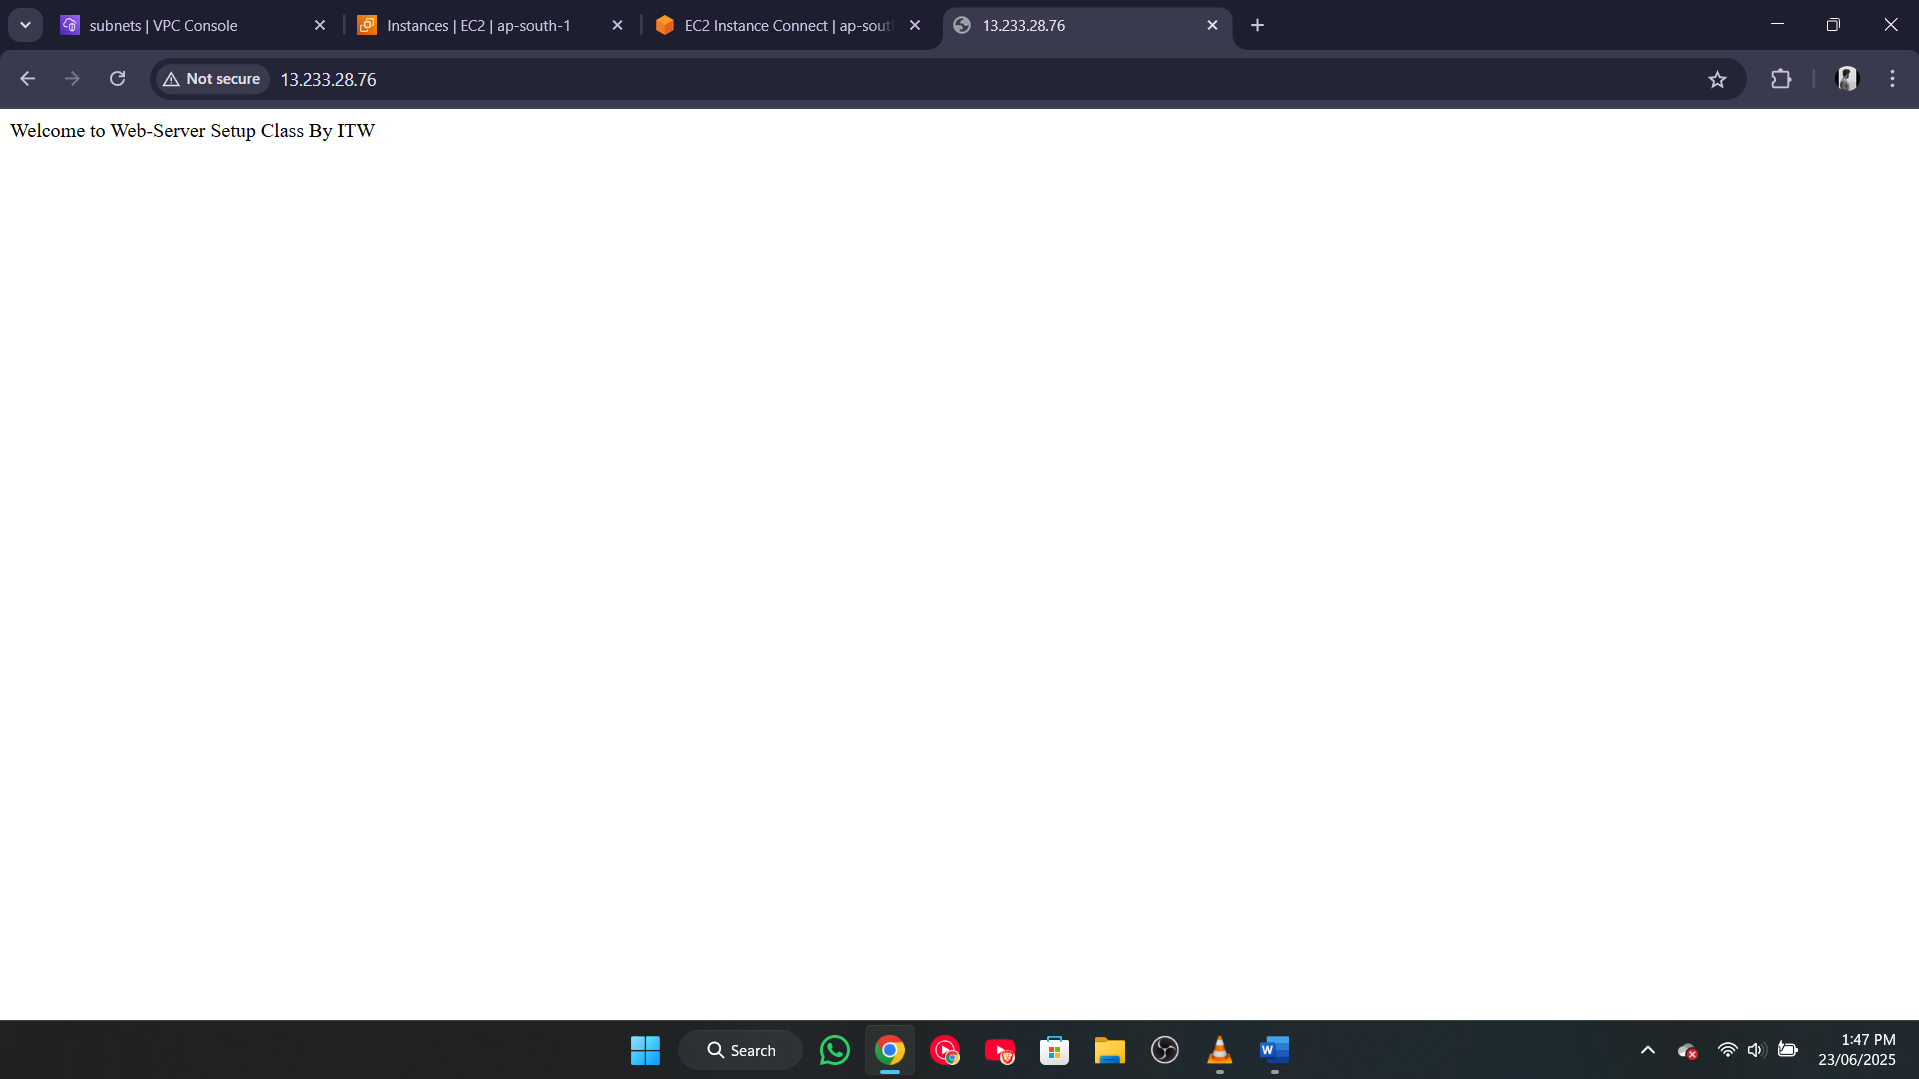 subnets | VPC Console
Instances | EC2 | ap-south-1
EC2 Instance Connect | ap-sout
13.233.28.76
Not secure
13.233.28.76
Welcome to Web-Server Setup Class By ITW
Search
1:47 PM
23/06/2025